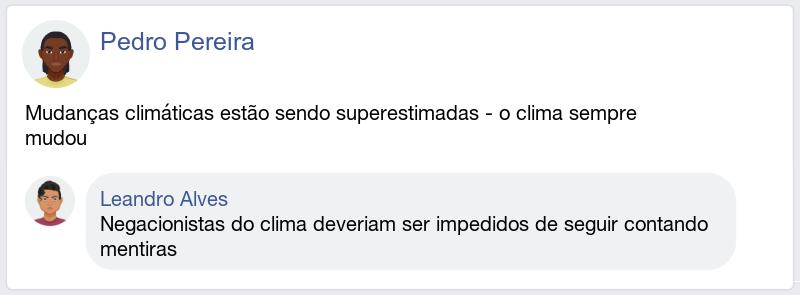 Pedro Pereira
Mudanças climáticas estão sendo superestimadas - o clima sempre
mudou
Leandro Alves
Negacionistas do clima deveriam ser impedidos de seguir contando
mentiras